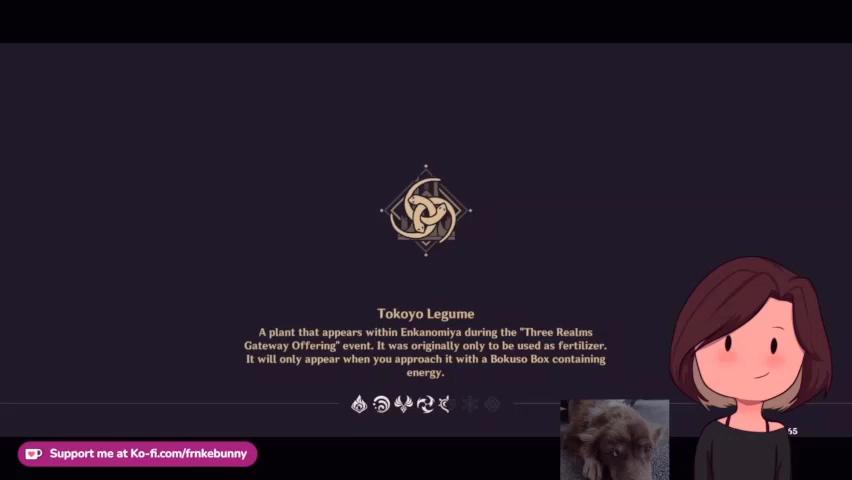 Tokoyo Legume
A plant that appears within Enkanomiya during the "Three Realms
Gateway Offering" event. It was originally only to be used as fertilizer.
It will only appear when you approach it with a Bokuso Box containing
energy.
65
Support me at Ko-fi.com/frnkebunny